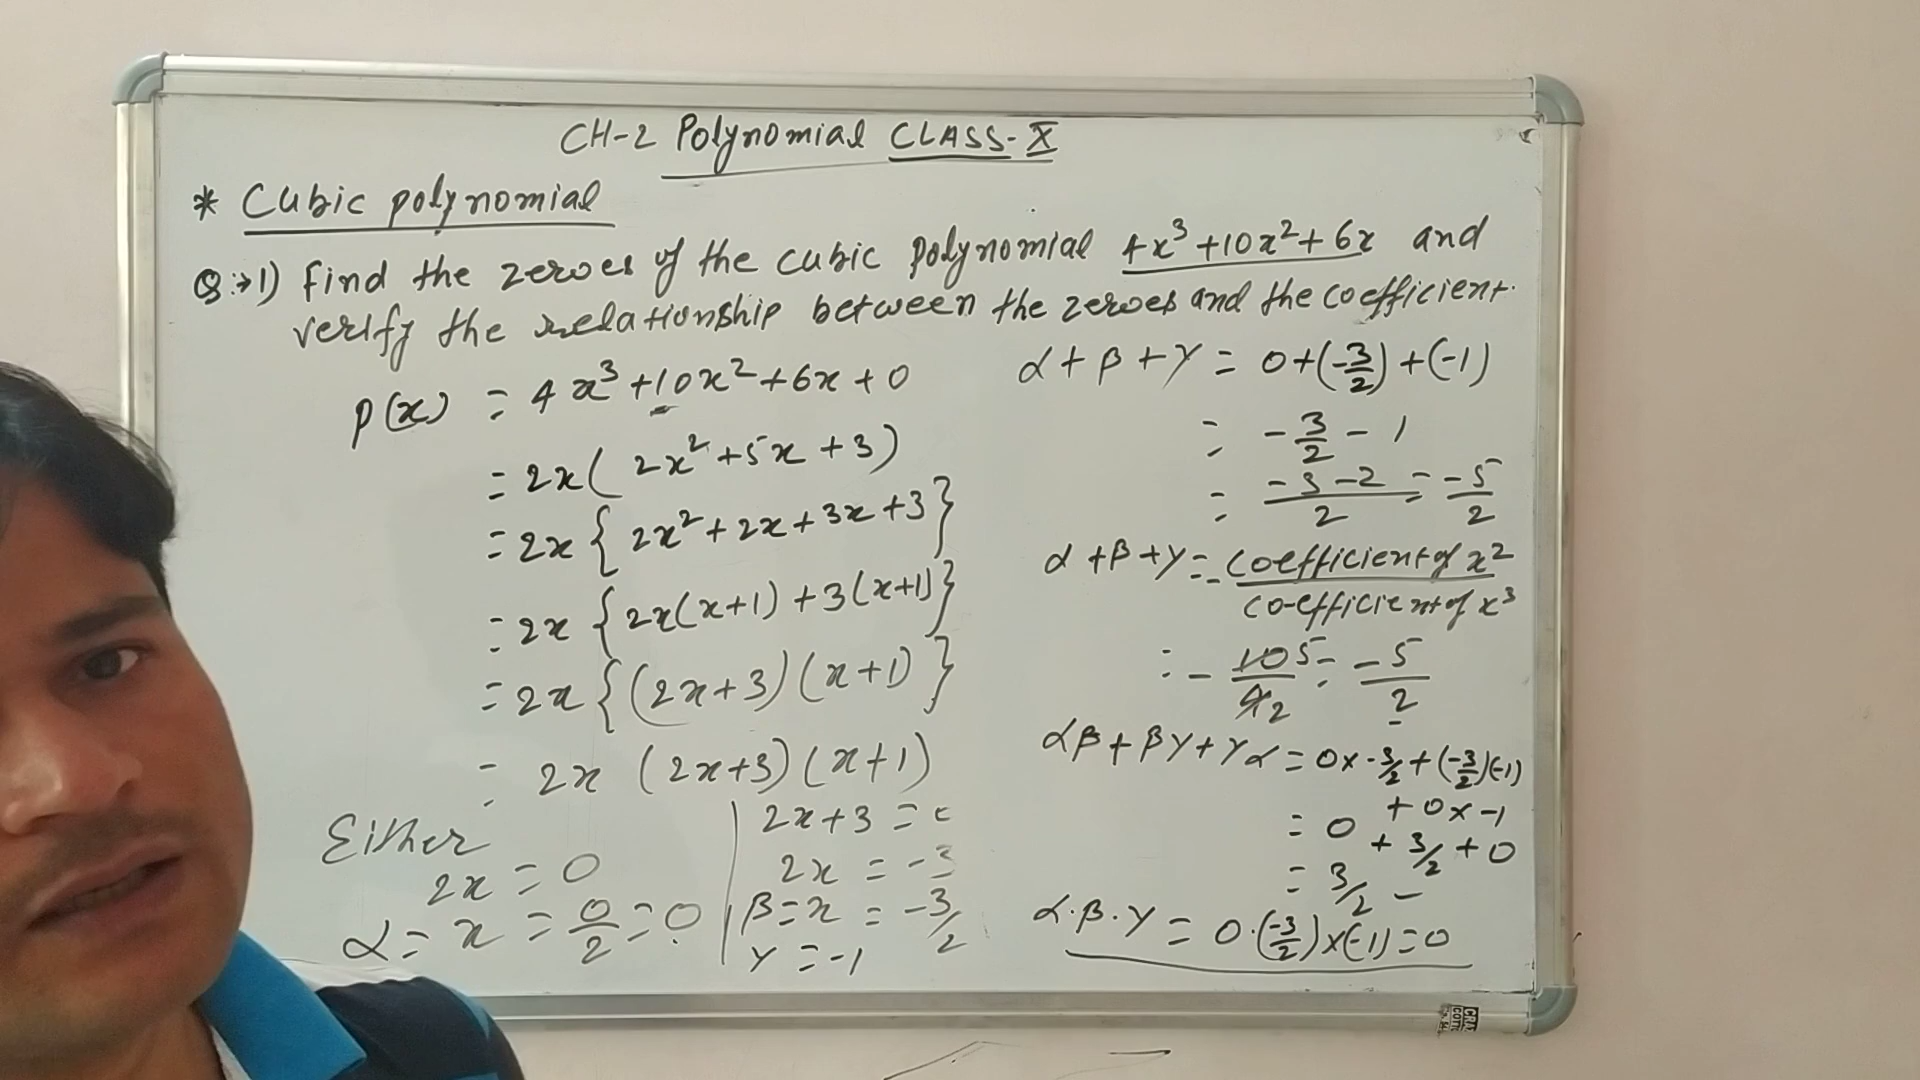 CH-2 Polynomial CLASS-X
* Cubic polynomial
Q:→1) Find the zeroes of the cubic polynomial 4x³+10x²+6x and
verify the relationship between the zeroes and the coefficient.
p(x) = 4x³+10x²+6x+0
= 2x(2x²+5x+3)
= 2x{2x²+2x+3x+3}
= 2x{2x(x+1)+3(x+1)}
= 2x{(2x+3)(x+1)}
= 2x (2x+3)(x+1)
Either
2x = 0
α = x = 0/2 = 0
2x+3 =
2x = -3
β = x = -3/2
γ = -1
α+β+γ = 0+(-3/2)+(-1)
= -3/2 - 1
= -3-2/2 = -5/2
α+β+γ = -coefficient of x²/co-efficient of x³
= - 10 5/4 2 = -5/2
αβ+βγ+γα = 0x-3/2+(-3/2)(-1)
+0x-1
= 0 + 3/2 + 0
= 3/2 -
α.β.γ = 0.(-3/2)x(-1)=0